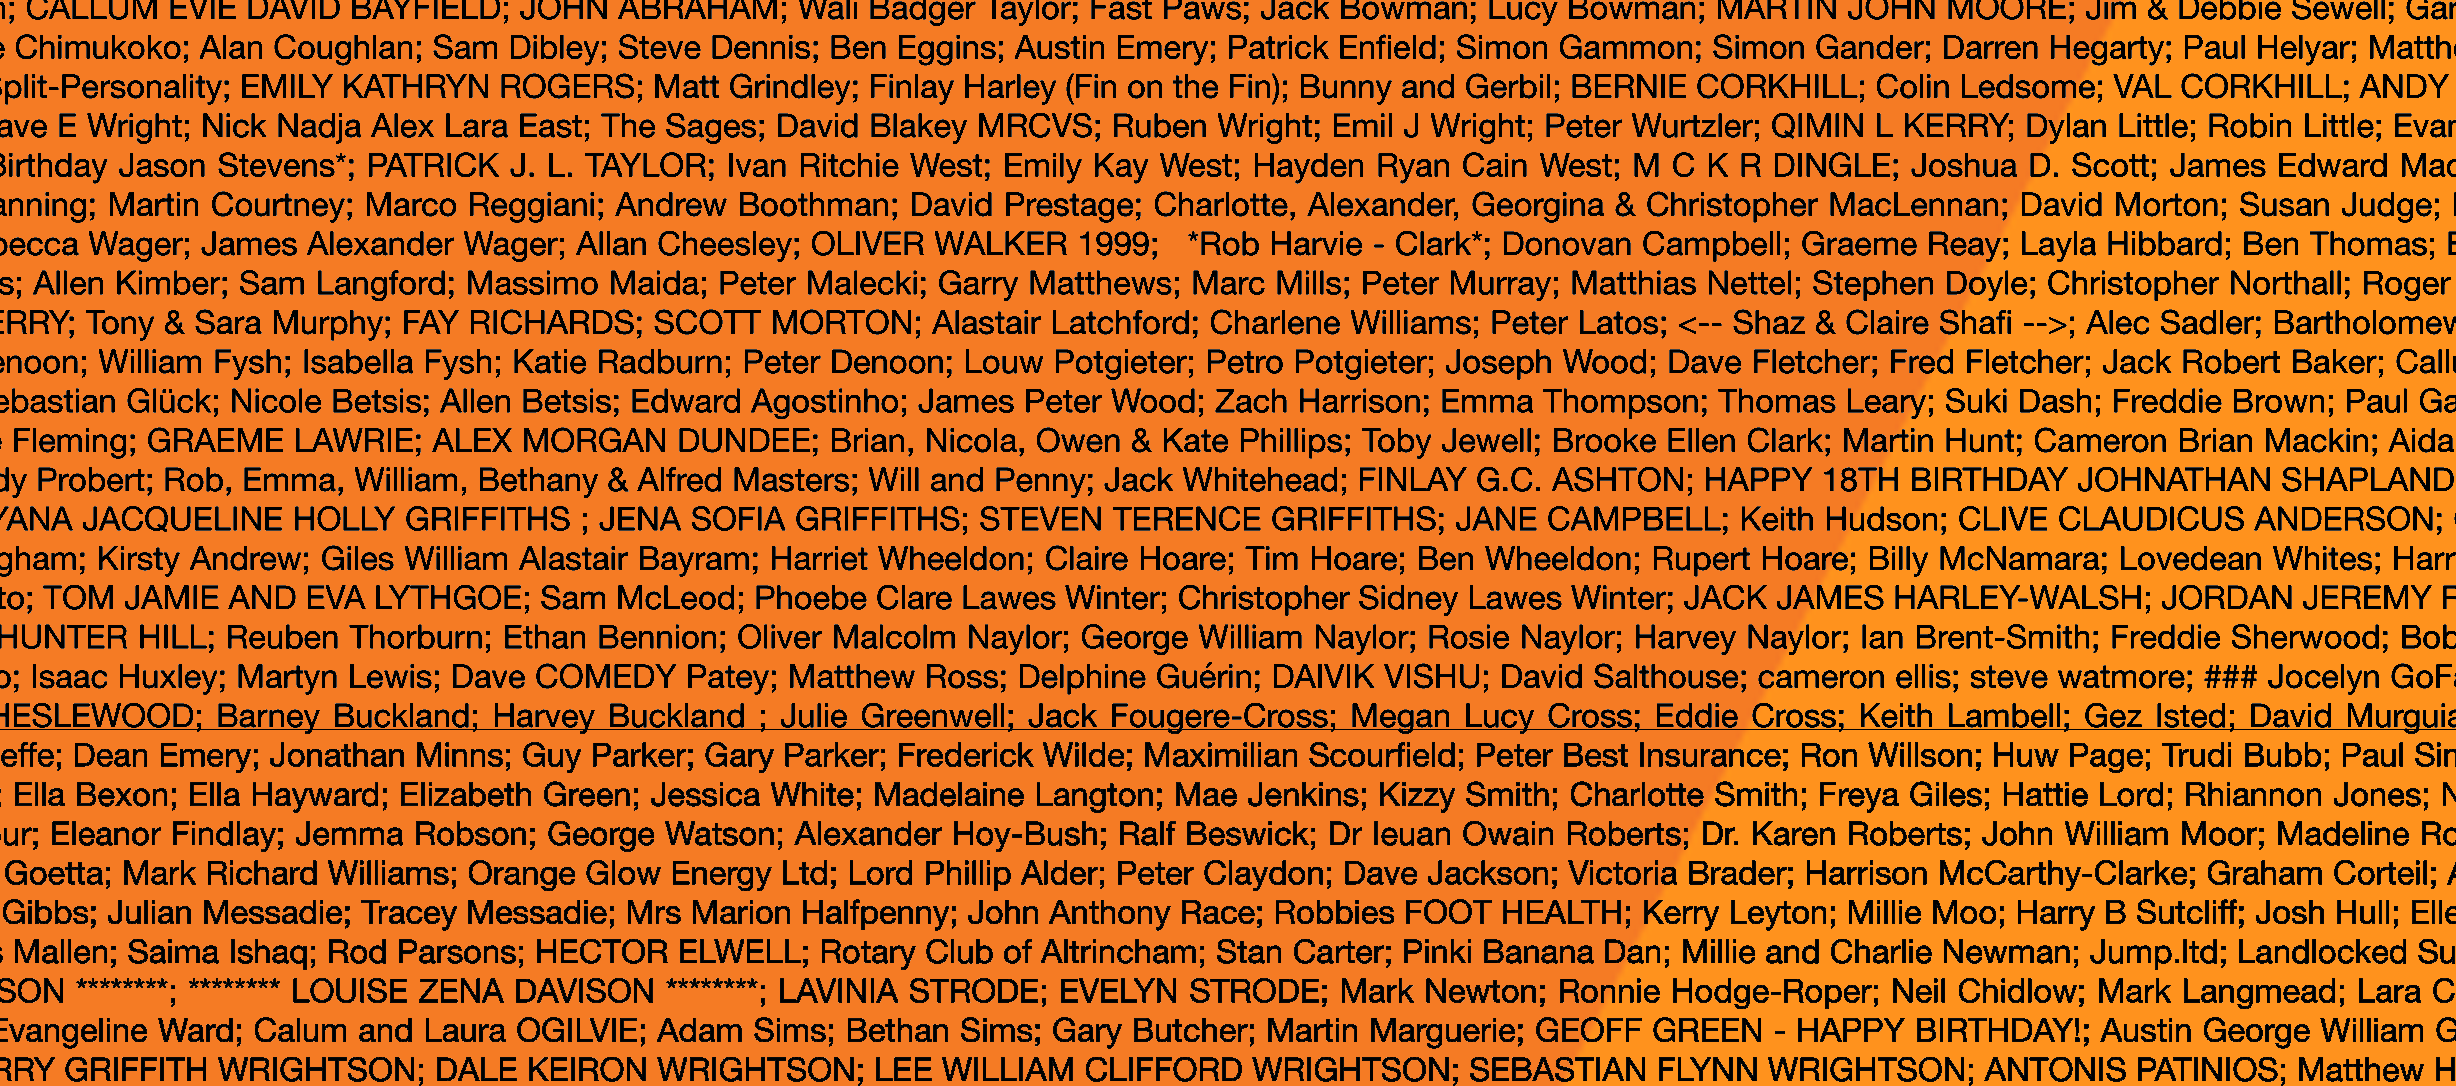 CALLUM EVIE DAVID BAYFIELD; JOHN ABRAHAM; Wali Badger Taylor; Fast Paws; Jack Bowman; Lucy Bowman; MARTIN JOHN MOORE; Jim & Debbie Sewell; Gar
e Chimukoko; Alan Coughlan; Sam Dibley; Steve Dennis; Ben Eggins; Austin Emery; Patrick Enfield; Simon Gammon; Simon Gander; Darren Hegarty; Paul Helyar; Matthe
Split-Personality; EMILY KATHRYN ROGERS; Matt Grindley; Finlay Harley (Fin on the Fin); Bunny and Gerbil; BERNIE CORKHILL; Colin Ledsome; VAL CORKHILL; ANDY
ave E Wright; Nick Nadja Alex Lara East; The Sages; David Blakey MRCVS; Ruben Wright; Emil J Wright; Peter Wurtzler; QIMIN L KERRY; Dylan Little; Robin Little; Evan
Birthday Jason Stevens*; PATRICK J. L. TAYLOR; Ivan Ritchie West; Emily Kay West; Hayden Ryan Cain West; M C K R DINGLE; Joshua D. Scott; James Edward Mac
anning; Martin Courtney; Marco Reggiani; Andrew Boothman; David Prestage; Charlotte, Alexander, Georgina & Christopher MacLennan; David Morton; Susan Judge;
becca Wager; James Alexander Wager; Allan Cheesley; OLIVER WALKER 1999; *Rob Harvie - Clark*; Donovan Campbell; Graeme Reay; Layla Hibbard; Ben Thomas; E
s; Allen Kimber; Sam Langford; Massimo Maida; Peter Malecki; Garry Matthews; Marc Mills; Peter Murray; Matthias Nettel; Stephen Doyle; Christopher Northall; Roger
ERRY; Tony & Sara Murphy; FAY RICHARDS; SCOTT MORTON; Alastair Latchford; Charlene Williams; Peter Latos; <-- Shaz & Claire Shafi -->; Alec Sadler; Bartholomew
enoon; William Fysh; Isabella Fysh; Katie Radburn; Peter Denoon; Louw Potgieter; Petro Potgieter; Joseph Wood; Dave Fletcher; Fred Fletcher; Jack Robert Baker; Callu
ebastian Glück; Nicole Betsis; Allen Betsis; Edward Agostinho; James Peter Wood; Zach Harrison; Emma Thompson; Thomas Leary; Suki Dash; Freddie Brown; Paul Ga
e Fleming; GRAEME LAWRIE; ALEX MORGAN DUNDEE; Brian, Nicola, Owen & Kate Phillips; Toby Jewell; Brooke Ellen Clark; Martin Hunt; Cameron Brian Mackin; Aida
dy Probert; Rob, Emma, William, Bethany & Alfred Masters; Will and Penny; Jack Whitehead; FINLAY G.C. ASHTON; HAPPY 18TH BIRTHDAY JOHNATHAN SHAPLAND
YANA JACQUELINE HOLLY GRIFFITHS ; JENA SOFIA GRIFFITHS; STEVEN TERENCE GRIFFITHS; JANE CAMPBELL; Keith Hudson; CLIVE CLAUDICUS ANDERSON;
gham; Kirsty Andrew; Giles William Alastair Bayram; Harriet Wheeldon; Claire Hoare; Tim Hoare; Ben Wheeldon; Rupert Hoare; Billy McNamara; Lovedean Whites; Harr
to; TOM JAMIE AND EVA LYTHGOE; Sam McLeod; Phoebe Clare Lawes Winter; Christopher Sidney Lawes Winter; JACK JAMES HARLEY-WALSH; JORDAN JEREMY F
HUNTER HILL; Reuben Thorburn; Ethan Bennion; Oliver Malcolm Naylor; George William Naylor; Rosie Naylor; Harvey Naylor; Ian Brent-Smith; Freddie Sherwood; Bob
o; Isaac Huxley; Martyn Lewis; Dave COMEDY Patey; Matthew Ross; Delphine Guérin; DAIVIK VISHU; David Salthouse; cameron ellis; steve watmore; ### Jocelyn GoFa
HESLEWOOD; Barney Buckland; Harvey Buckland ; Julie Greenwell; Jack Fougere-Cross; Megan Lucy Cross; Eddie Cross; Keith Lambell; Gez Isted; David Murguia
effe; Dean Emery; Jonathan Minns; Guy Parker; Gary Parker; Frederick Wilde; Maximilian Scourfield; Peter Best Insurance; Ron Willson; Huw Page; Trudi Bubb; Paul Sim
; Ella Bexon; Ella Hayward; Elizabeth Green; Jessica White; Madelaine Langton; Mae Jenkins; Kizzy Smith; Charlotte Smith; Freya Giles; Hattie Lord; Rhiannon Jones; N
our; Eleanor Findlay; Jemma Robson; George Watson; Alexander Hoy-Bush; Ralf Beswick; Dr Ieuan Owain Roberts; Dr. Karen Roberts; John William Moor; Madeline Ro
Goetta; Mark Richard Williams; Orange Glow Energy Ltd; Lord Phillip Alder; Peter Claydon; Dave Jackson; Victoria Brader; Harrison McCarthy-Clarke; Graham Corteil; A
Gibbs; Julian Messadie; Tracey Messadie; Mrs Marion Halfpenny; John Anthony Race; Robbies FOOT HEALTH; Kerry Leyton; Millie Moo; Harry B Sutcliff; Josh Hull; Elle
s Mallen; Saima Ishaq; Rod Parsons; HECTOR ELWELL; Rotary Club of Altrincham; Stan Carter; Pinki Banana Dan; Millie and Charlie Newman; Jump.ltd; Landlocked Su
SON ********; ******** LOUISE ZENA DAVISON ********; LAVINIA STRODE; EVELYN STRODE; Mark Newton; Ronnie Hodge-Roper; Neil Chidlow; Mark Langmead; Lara C
Evangeline Ward; Calum and Laura OGILVIE; Adam Sims; Bethan Sims; Gary Butcher; Martin Marguerie; GEOFF GREEN - HAPPY BIRTHDAY!; Austin George William G
RRY GRIFFITH WRIGHTSON; DALE KEIRON WRIGHTSON; LEE WILLIAM CLIFFORD WRIGHTSON; SEBASTIAN FLYNN WRIGHTSON; ANTONIS PATINIOS; Matthew H